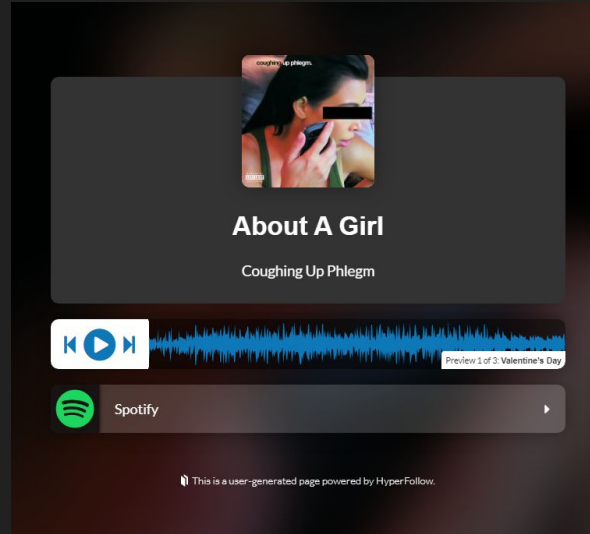 coughing up phlegm.
About A Girl
Coughing Up Phlegm
Preview 1 of 3: Valentine's Day
Spotify
This is a user-generated page powered by HyperFollow.